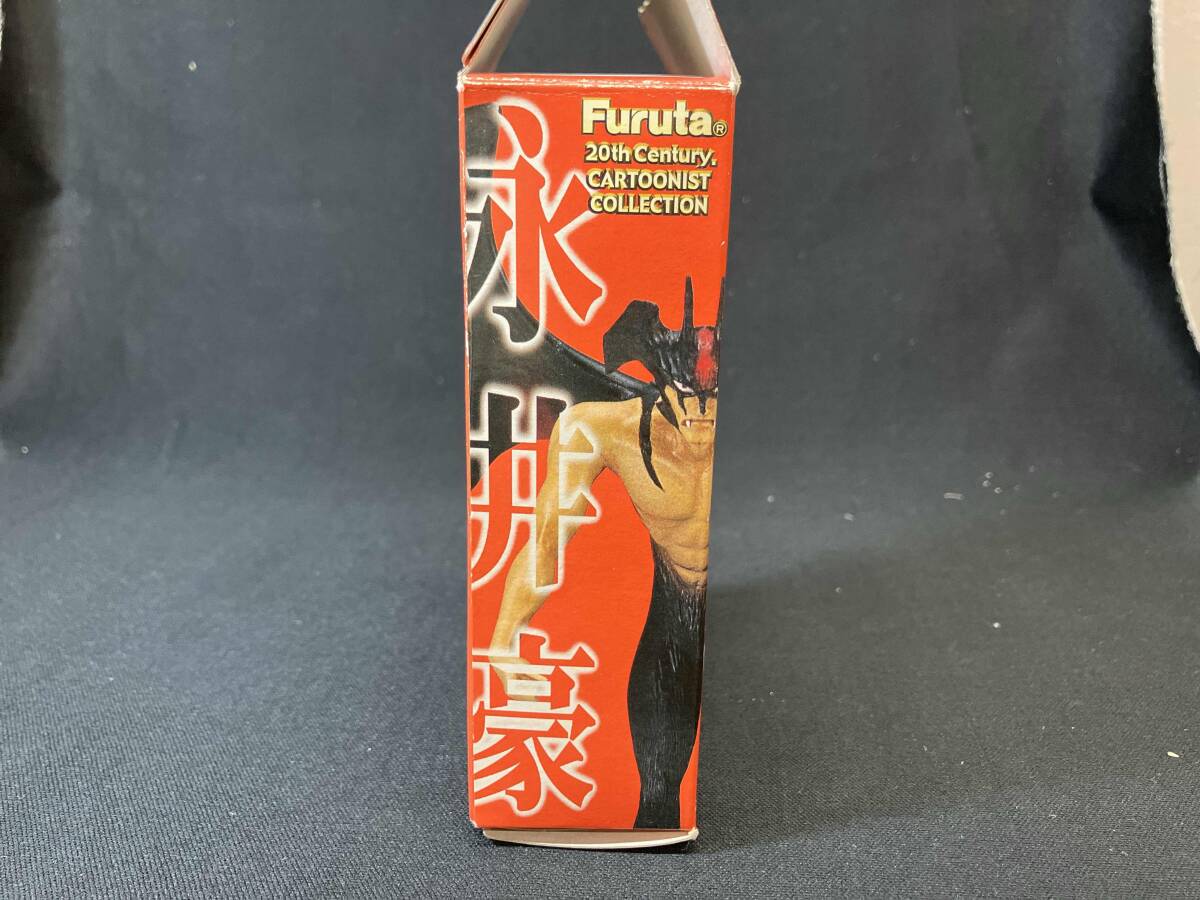 Furuta®
20th Century.
CARTOONIST
COLLECTION
永井豪